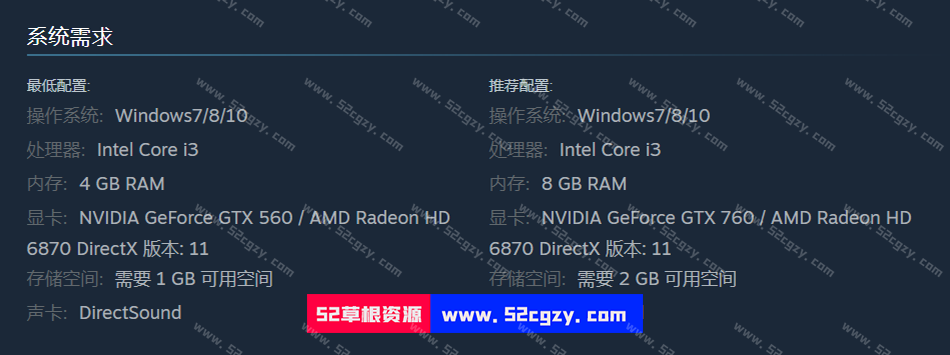 系统需求
最低配置:
操作系统: Windows7/8/10
处理器: Intel Core i3
内存: 4 GB RAM
显卡: NVIDIA GeForce GTX 560 / AMD Radeon HD
6870 DirectX 版本: 11
存储空间: 需要 1 GB 可用空间
声卡: DirectSound
推荐配置:
操作系统: Windows7/8/10
处理器: Intel Core i3
内存: 8 GB RAM
显卡: NVIDIA GeForce GTX 760 / AMD Radeon HD
6870 DirectX 版本: 11
存储空间: 需要 2 GB 可用空间
52草根资源 www.52cgzy.com
www.52cgzy.com